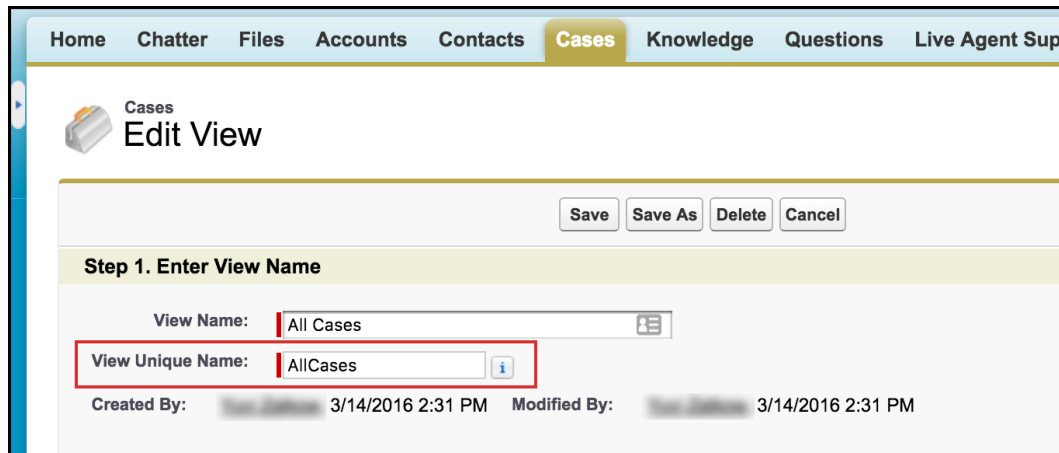 Home Chatter Files Accounts Contacts Cases Knowledge Questions Live Agent Sup
Cases
Edit View
Save Save As Delete Cancel
Step 1. Enter View Name
View Name: All Cases
View Unique Name: AllCases i
Created By: 3/14/2016 2:31 PM Modified By: 3/14/2016 2:31 PM